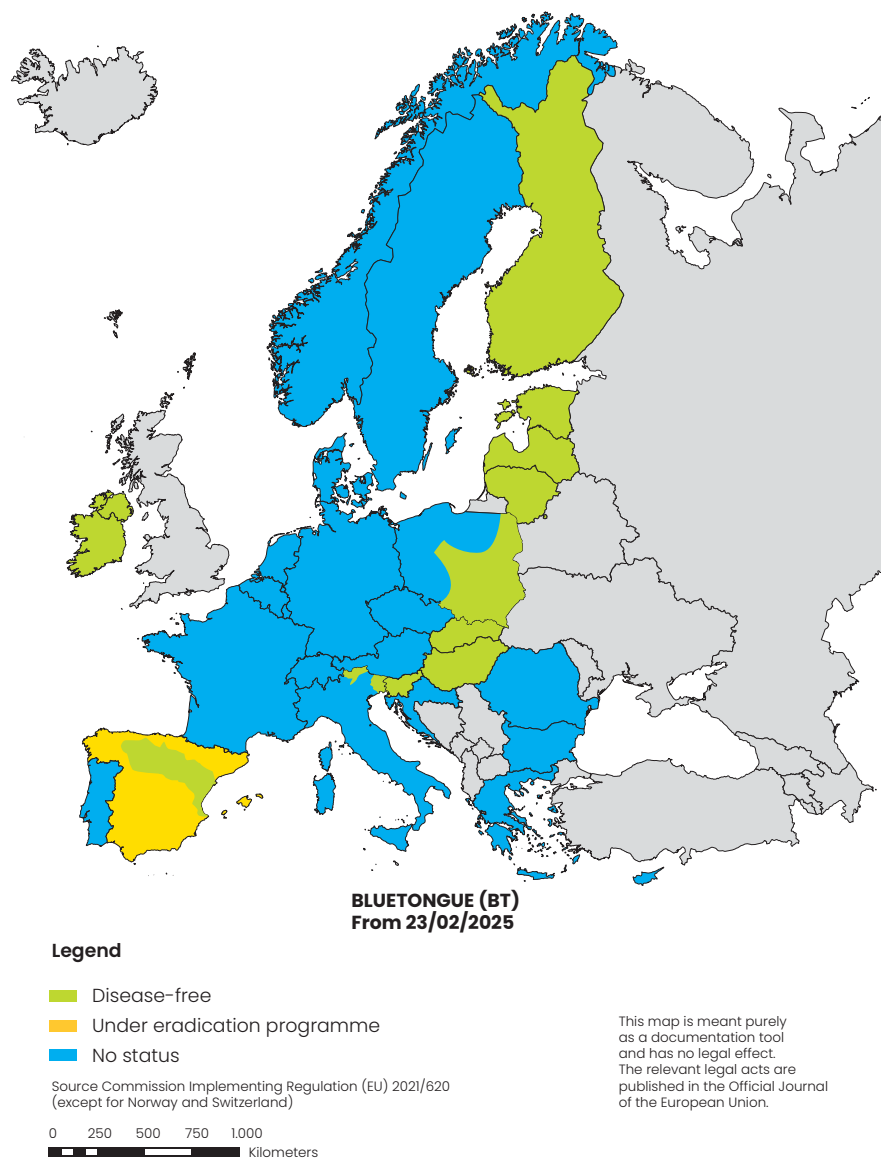 BLUETONGUE (BT)
From 23/02/2025
Legend
Disease-free
Under eradication programme
No status
Source Commission Implementing Regulation (EU) 2021/620
(except for Norway and Switzerland)
0 250 500 750 1.000
Kilometers
This map is meant purely
as a documentation tool
and has no legal effect.
The relevant legal acts are
published in the Official Journal
of the European Union.